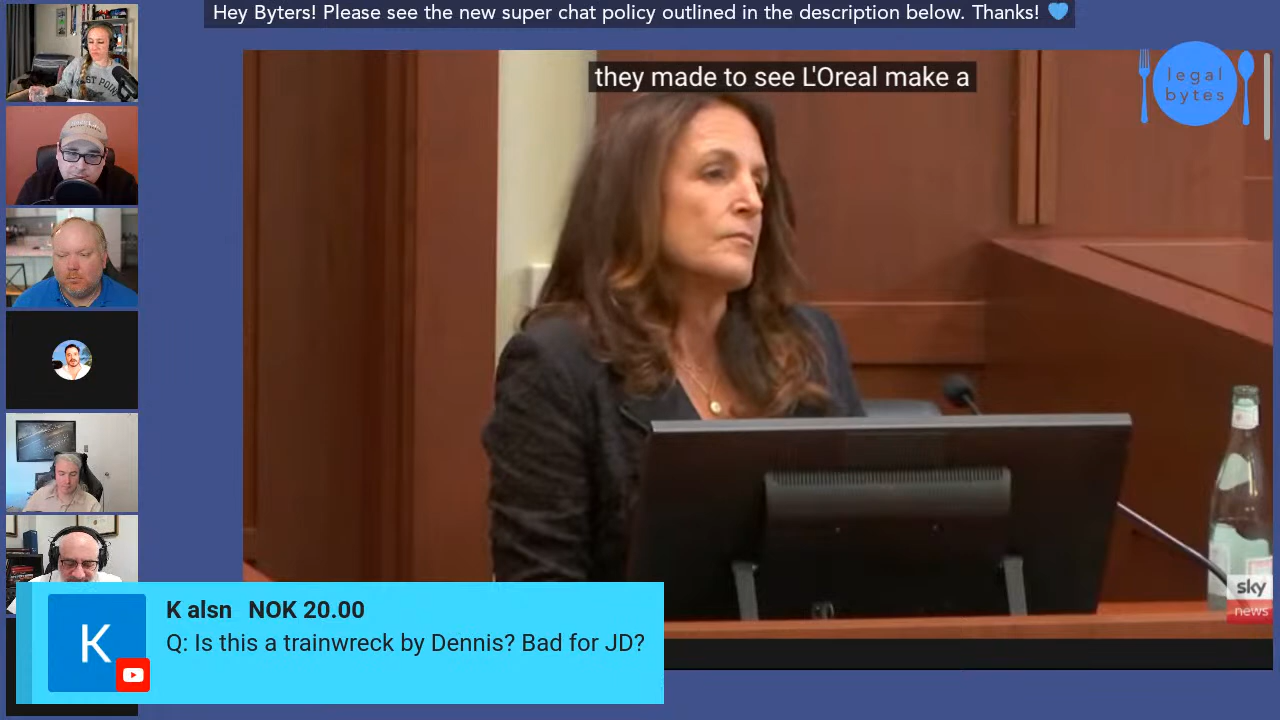 Hey Byters! Please see the new super chat policy outlined in the description below. Thanks! 💙
they made to see L'Oreal make a
legal
bytes
sky
news
K
K alsn NOK 20.00
Q: Is this a trainwreck by Dennis? Bad for JD?